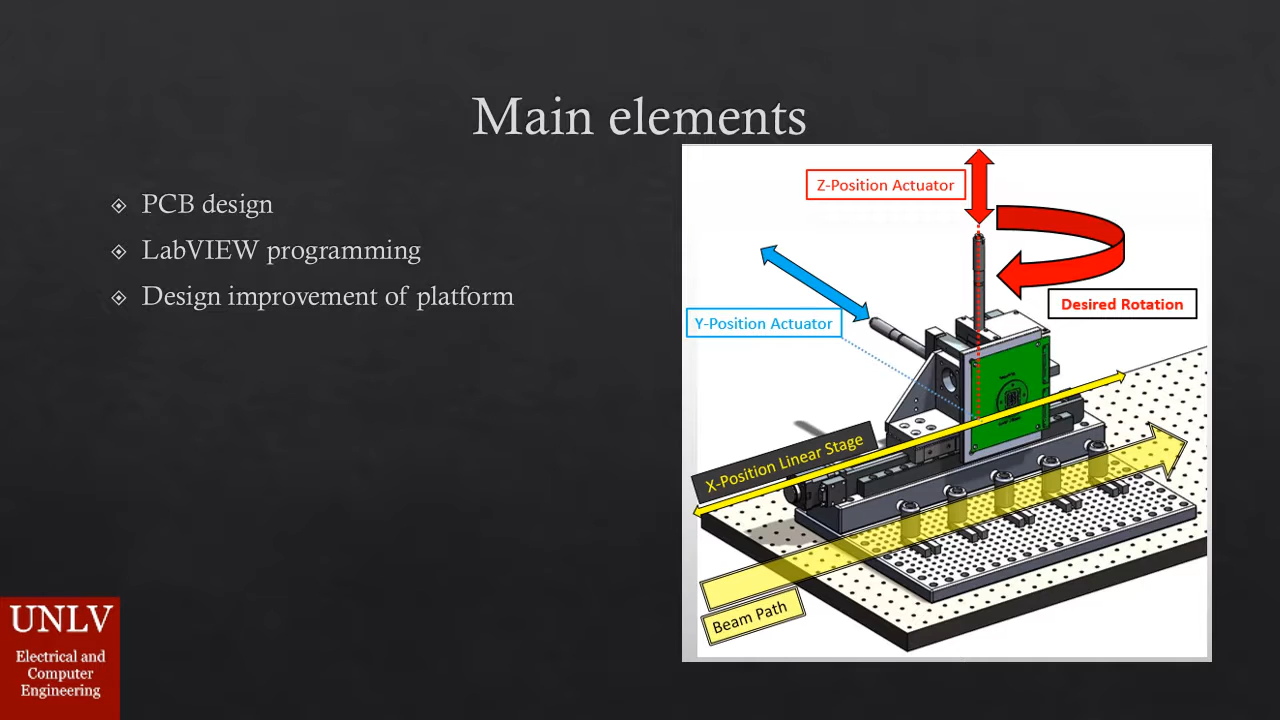 Main elements
PCB design
LabVIEW programming
Design improvement of platform
Z-Position Actuator
Desired Rotation
Y-Position Actuator
X-Position Linear Stage
Beam Path
UNLV
Electrical and
Computer
Engineering